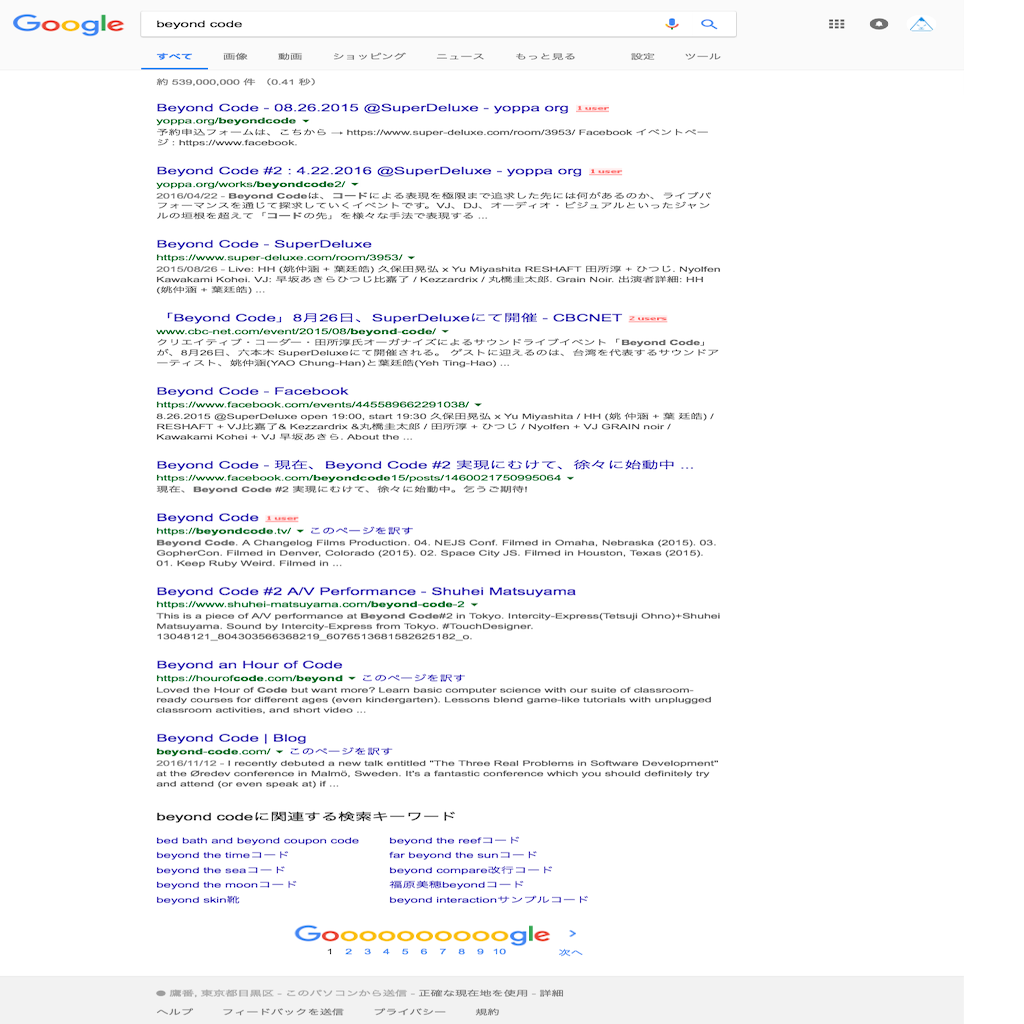 Google
beyond code
すべて 画像 動画 ショッピング ニュース もっと見る 設定 ツール
約 539,000,000 件 （0.41 秒）
Beyond Code - 08.26.2015 @SuperDeluxe - yoppa org 1 user
yoppa.org/beyondcode
予約申込フォームは、こちから → https://www.super-deluxe.com/room/3953/ Facebook イベントペー
ジ : https://www.facebook.
Beyond Code #2 : 4.22.2016 @SuperDeluxe - yoppa org 1 user
yoppa.org/works/beyondcode2/
2016/04/22 - Beyond Codeは、コードによる表現を極限まで追求した先には何があるのか、ライブパ
フォーマンスを通じて探求していくイベントです。VJ、DJ、オーディオ・ビジュアルといったジャン
ルの垣根を超えて「コードの先」を様々な手法で表現する ...
Beyond Code - SuperDeluxe
https://www.super-deluxe.com/room/3953/
2015/08/26 - Live: HH (姚仲涵 + 葉廷皓) 久保田晃弘 x Yu Miyashita RESHAFT 田所淳 + ひつじ. Nyolfen
Kawakami Kohei. VJ: 早坂あきらひつじ比嘉了 / Kezzardrix / 丸橋圭太郎. Grain Noir. 出演者詳細: HH
(姚仲涵 + 葉廷皓) ...
「Beyond Code」8月26日、SuperDeluxeにて開催 - CBCNET 2 users
www.cbc-net.com/event/2015/08/beyond-code/
クリエイティブ・コーダー・田所淳氏オーガナイズによるサウンドライブイベント 「Beyond Code」
が、8月26日、六本木 SuperDeluxeにて開催される。 ゲストに迎えるのは、台湾を代表するサウンドア
ーティスト、姚仲涵(YAO Chung-Han)と葉廷皓(Yeh Ting-Hao) ...
Beyond Code - Facebook
https://www.facebook.com/events/445589662291038/
8.26.2015 @SuperDeluxe open 19:00, start 19:30 久保田晃弘 x Yu Miyashita / HH (姚 仲涵 + 葉 廷皓) /
RESHAFT + VJ比嘉了& Kezzardrix &丸橋圭太郎 / 田所淳 + ひつじ / Nyolfen + VJ GRAIN noir /
Kawakami Kohei + VJ 早坂あきら. About the ...
Beyond Code - 現在、Beyond Code #2 実現にむけて、徐々に始動中 ...
https://www.facebook.com/beyondcode15/posts/1460021750995064
現在、Beyond Code #2 実現にむけて、徐々に始動中。乞うご期待!
Beyond Code 1 user
https://beyondcode.tv/ このページを訳す
Beyond Code. A Changelog Films Production. 04. NEJS Conf. Filmed in Omaha, Nebraska (2015). 03.
GopherCon. Filmed in Denver, Colorado (2015). 02. Space City JS. Filmed in Houston, Texas (2015).
01. Keep Ruby Weird. Filmed in ...
Beyond Code #2 A/V Performance - Shuhei Matsuyama
https://www.shuhei-matsuyama.com/beyond-code-2
This is a piece of A/V performance at Beyond Code#2 in Tokyo. Intercity-Express(Tetsuji Ohno)+Shuhei
Matsuyama. Sound by Intercity-Express from Tokyo. #TouchDesigner.
13048121_804303566368219_6076513681582625182_o.
Beyond an Hour of Code
https://hourofcode.com/beyond このページを訳す
Loved the Hour of Code but want more? Learn basic computer science with our suite of classroom-
ready courses for different ages (even kindergarten). Lessons blend game-like tutorials with unplugged
classroom activities, and short video ...
Beyond Code | Blog
beyond-code.com/ このページを訳す
2016/11/12 - I recently debuted a new talk entitled "The Three Real Problems in Software Development"
at the Øredev conference in Malmö, Sweden. It's a fantastic conference which you should definitely try
and attend (or even speak at) if ...
beyond codeに関連する検索キーワード
bed bath and beyond coupon code beyond the reefコード
beyond the timeコード far beyond the sunコード
beyond the seaコード beyond compare改行コード
beyond the moonコード 福原美穂beyondコード
beyond skin靴 beyond interactionサンプルコード
Goooooooooogle >
1 2 3 4 5 6 7 8 9 10 次へ
鷹番, 東京都目黒区 - このパソコンから送信 - 正確な現在地を使用 - 詳細
ヘルプ フィードバックを送信 プライバシー 規約